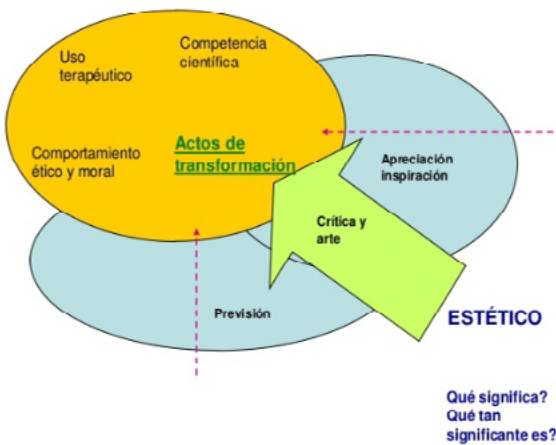 Uso
terapéutico
Competencia
científica
Comportamiento
ético y moral
Actos de
transformación
Apreciación
inspiración
Crítica y
arte
Previsión
ESTÉTICO
Qué significa?
Qué tan
significante es?